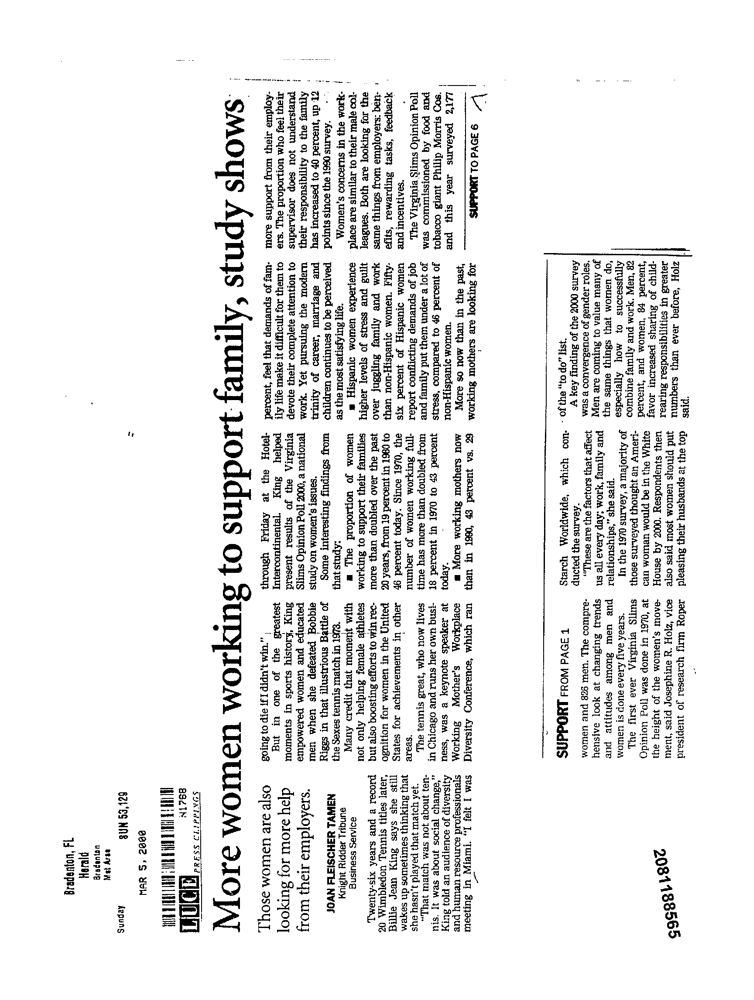 Bradenton, FL
Herald
Bradenton
Met Area
Sunday SUN 53,129
MAR 5, 2000
N1768
LUCE PRESS CLIPPINGS
More women working to support family, study shows
Those women are also
looking for more help
from their employers.
JOAN FLEISCHER TAMEN
Knight Ridder Tribune
Business Service
Twenty-six years and a record
20 Wimbledon Tennis titles later,
Billie Jean King says she still
wakes up sometimes thinking that
she hasn't played that match yet.
"That match was not about ten-
nis. It was about social change,"
King told an audience of diversity
and human resource professionals
meeting in Miami. "I felt I was
going to die if I didn't win."
But in one of the greatest
moments in sports history, King
empowered women and educated
men when she defeated Bobbie
Riggs in that illustrious Battle of
the Sexes tennis match in 1973.
Many credit that moment with
not only helping female athletes
but also boosting efforts to win rec-
ognition for women in the United
States for achievements in other
areas.
The tennis great, who now lives
in Chicago and runs her own busi-
ness, was a keynote speaker at
Working Mother's Workplace
Diversity Conference, which ran
through Friday at the Hotel-
Intercontinental. King helped
present results of the Virginia
Slims Opinion Poll 2000, a national
study on women's issues.
Some interesting findings from
that study:
■ The proportion of women
working to support their families
more than doubled over the past
20 years, from 19 percent in 1980 to
46 percent today. Since 1970, the
number of women working full-
time has more than doubled from
18 percent in 1970 to 43 percent
today.
■ More working mothers now
than in 1990, 43 percent vs. 29
percent, feel that demands of fam-
ily life make it difficult for them to
devote their complete attention to
work. Yet pursuing the modern
trinity of career, marriage and
children continues to be perceived
as the most satisfying life.
■ Hispanic women experience
higher levels of stress and guilt
over juggling family and work
than non-Hispanic women. Fifty-
six percent of Hispanic women
report conflicting demands of job
and family put them under a lot of
stress, compared to 46 percent of
non-Hispanic women.
More so now than in the past,
working mothers are looking for
more support from their employ-
ers. The proportion who feel their
supervisor does not understand
their responsibility to the family
has increased to 40 percent, up 12
points since the 1990 survey.
Women's concerns in the work-
place are similar to their male col-
leagues. Both are looking for the
same things from employers: ben-
efits, rewarding tasks, feedback
and incentives.
The Virginia Slims Opinion Poll
was commissioned by food and
tobacco giant Philip Morris Cos.
and this year surveyed 2,177
SUPPORT TO PAGE 6
SUPPORT FROM PAGE 1
women and 826 men. The compre-
hensive look at changing trends
and attitudes among men and
women is done every five years.
The first ever Virginia Slims
Opinion Poll was done in 1970, at
the height of the women's move-
ment, said Josephine R. Holz, vice
president of research firm Roper
Starch Worldwide, which con-
ducted the survey.
"These are the factors that affect
us all every day; work, family and
relationships," she said.
In the 1970 survey, a majority of
those surveyed thought an Ameri-
can woman would be in the White
House by 2000. Respondents then
also said most women should put
pleasing their husbands at the top
of the "to do" list.
A key finding of the 2000 survey
was a convergence of gender roles.
Men are coming to value many of
the same things that women do,
especially how to successfully
combine family and work. Men, 82
percent, and women, 84 percent,
favor increased sharing of child-
rearing responsibilities in greater
numbers than ever before, Holz
said.
2081188565